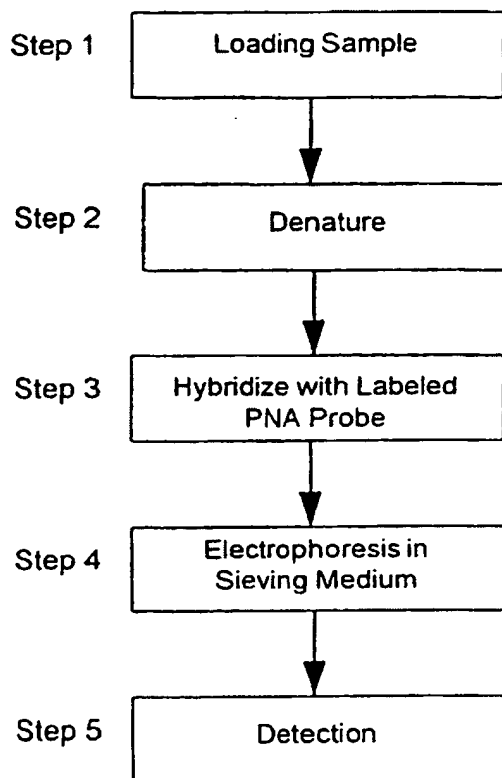 Step 1
Loading Sample
Step 2
Denature
Step 3
Hybridize with Labeled
PNA Probe
Step 4
Electrophoresis in
Sieving Medium
Step 5
Detection